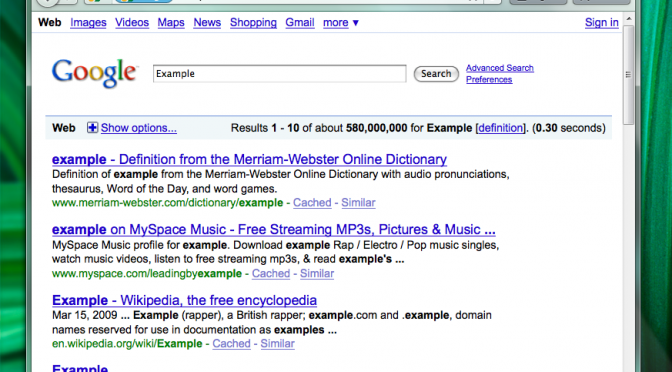 Web Images Videos Maps News Shopping Gmail more ▼ Sign in
Google Example Search Advanced Search
Preferences
Web Show options... Results 1 - 10 of about 580,000,000 for Example [definition]. (0.30 seconds)
example - Definition from the Merriam-Webster Online Dictionary
Definition of example from the Merriam-Webster Online Dictionary with audio pronunciations,
thesaurus, Word of the Day, and word games.
www.merriam-webster.com/dictionary/example - Cached - Similar
example on MySpace Music - Free Streaming MP3s, Pictures & Music ...
MySpace Music profile for example. Download example Rap / Electro / Pop music singles,
watch music videos, listen to free streaming mp3s, & read example's ...
www.myspace.com/leadingbyexample - Cached - Similar
Example - Wikipedia, the free encyclopedia
Mar 15, 2009 ... Example (rapper), a British rapper; example.com and .example, domain
names reserved for use in documentation as examples ...
en.wikipedia.org/wiki/Example - Cached - Similar
Example